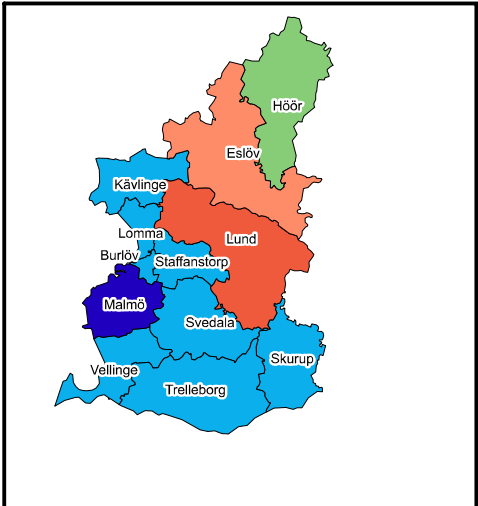 Höör
Eslöv
Kävlinge
Lomma
Lund
Burlöv
Staffanstorp
Malmö
Svedala
Skurup
Vellinge
Trelleborg